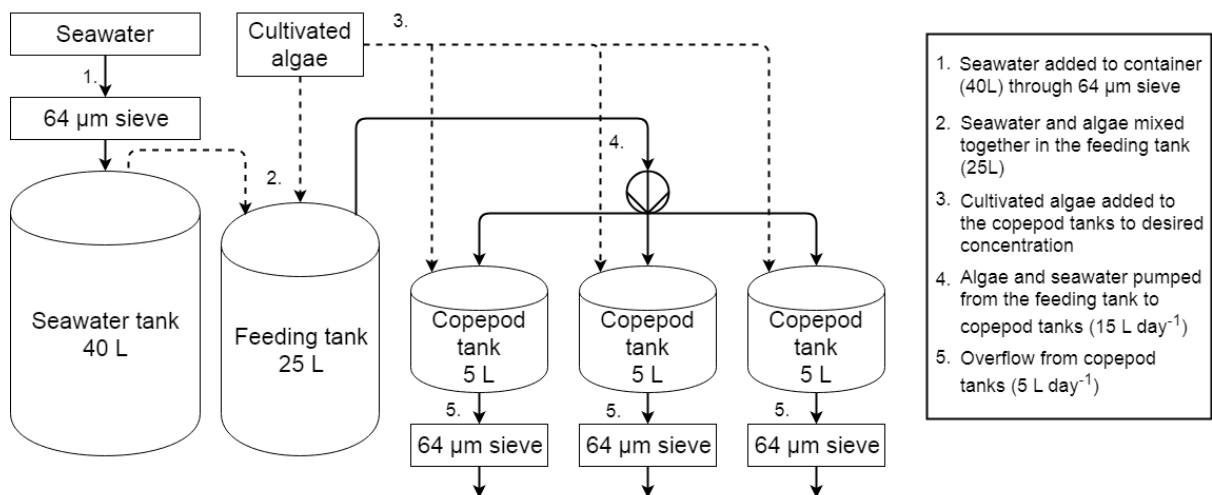 Seawater
1.
64 µm sieve
Seawater tank
40 L
Cultivated
algae
2.
Feeding tank
25 L
3.
4.
Copepod
tank
5 L
Copepod
tank
5 L
Copepod
tank
5 L
5.
5.
5.
64 µm sieve
64 µm sieve
64 µm sieve
1. Seawater added to container
(40L) through 64 µm sieve
2. Seawater and algae mixed
together in the feeding tank
(25L)
3. Cultivated algae added to
the copepod tanks to desired
concentration
4. Algae and seawater pumped
from the feeding tank to
copepod tanks (15 L day⁻¹)
5. Overflow from copepod
tanks (5 L day⁻¹)